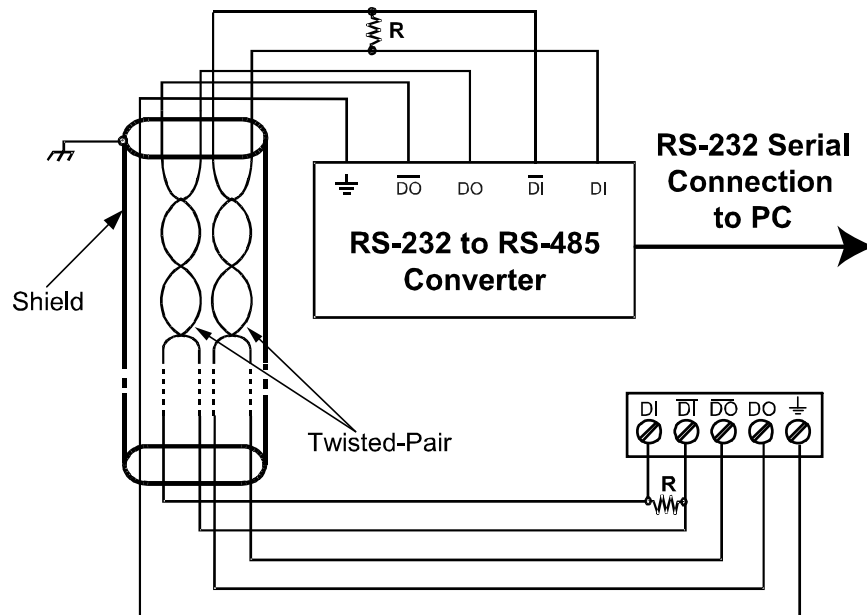 R
DO̅ DO DI̅ DI
RS-232 to RS-485
Converter
RS-232 Serial
Connection
to PC
Shield
Twisted-Pair
DI DI̅ DO̅ DO
R